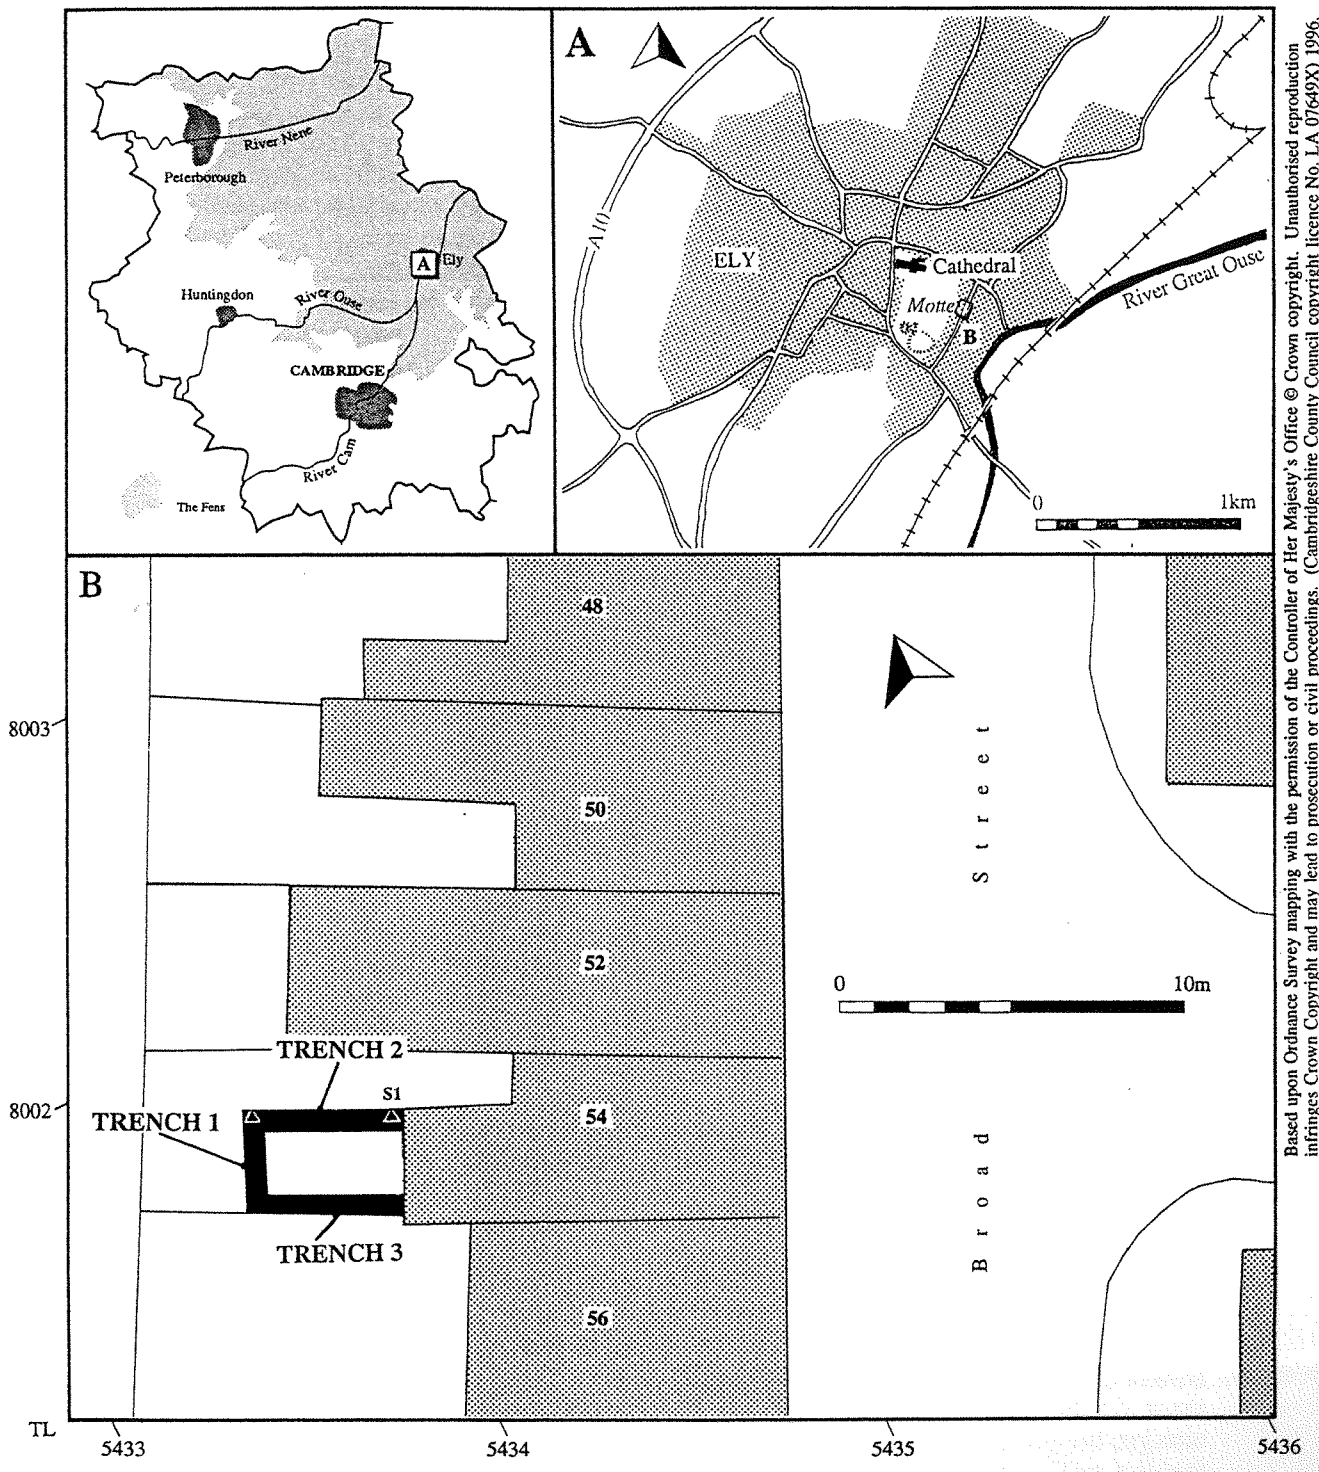 River Nene
Peterborough
A
Ely
Huntingdon
River Ouse
CAMBRIDGE
River Cam
The Fens
A
A10
ELY
Cathedral
Motte
B
River Great Ouse
0 1km
B
48
50
52
54
56
8003
8002
TRENCH 2
S1
TRENCH 1
TRENCH 3
Broad Street
0 10m
TL
5433 5434 5435 5436
Based upon Ordnance Survey mapping with the permission of the Controller of Her Majesty's Office © Crown copyright. Unauthorised reproduction
infringes Crown Copyright and may lead to prosecution or civil proceedings. (Cambridgeshire County Council copyright licence No. LA 07649X) 1996.